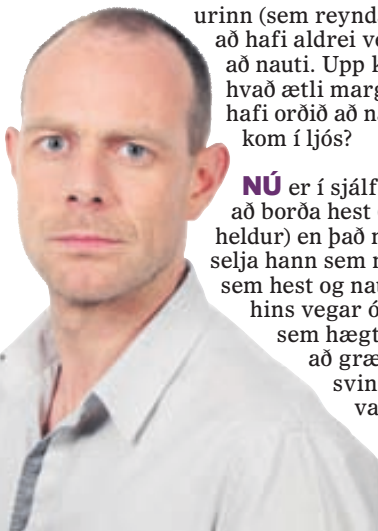 urinn (sem reynd
að hafi aldrei ve
að nauti. Upp k
hvað ætli marg
hafi orðið að na
kom í ljós?
NÚ er í sjálf
að borða hest
heldur) en það
selja hann sem
sem hest og nau
hins vegar ó
sem hægt
að græ
svin
va